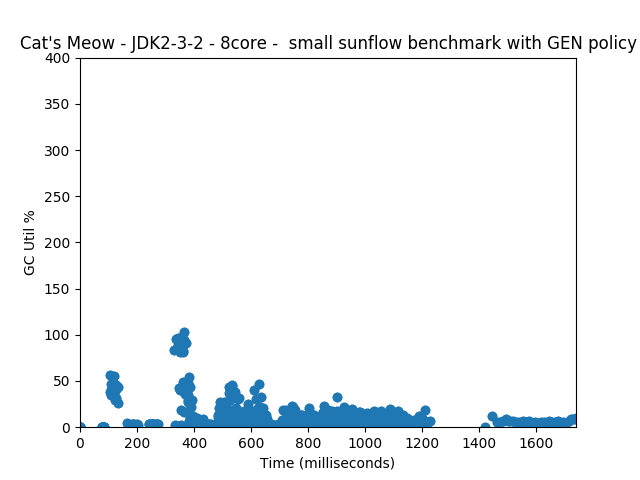 Cat's Meow - JDK2-3-2 - 8core -  small sunflow benchmark with GEN policy
400
350
300
250
200
150
100
50
0
GC Util %
0 200 400 600 800 1000 1200 1400 1600
Time (milliseconds)